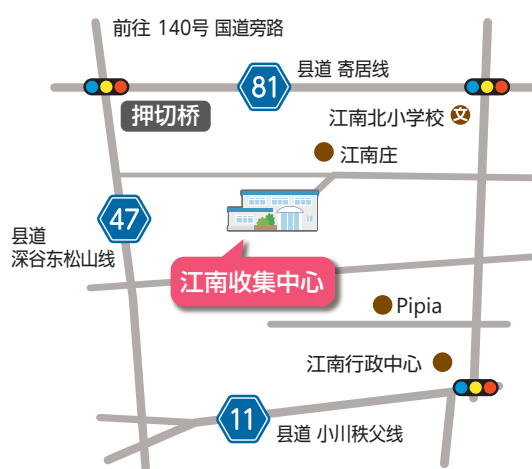 前往 140号 国道旁路
县道 寄居线
81
押切桥
江南北小学校 文
江南庄
47
县道
深谷东松山线
江南收集中心
Pipia
江南行政中心
11
县道 小川秩父线